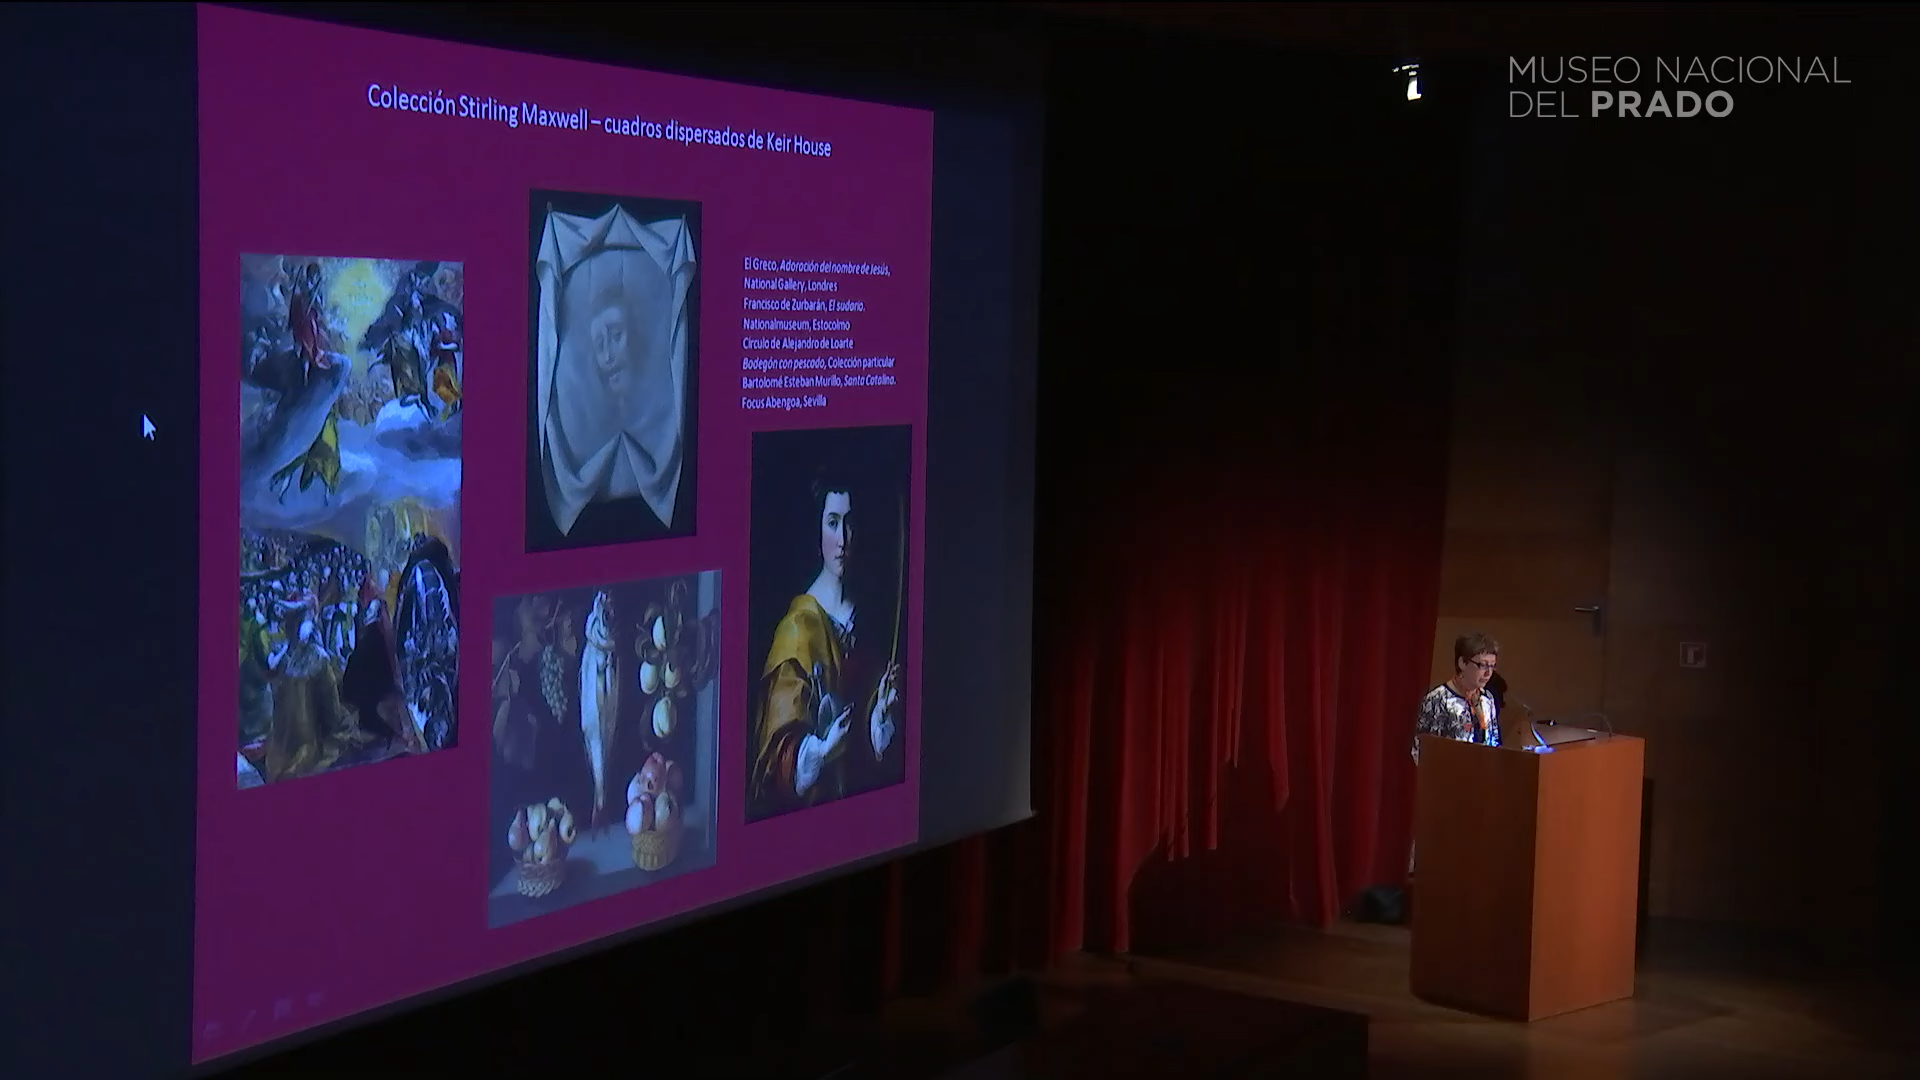 Colección Stirling Maxwell – cuadros dispersados de Keir House
El Greco, Adoración del nombre de Jesús,
National Gallery, Londres
Francisco de Zurbarán, El sudario.
Nationalmuseum, Estocolmo
Círculo de Alejandro de Loarte
Bodegón con pescado, Colección particular
Bartolomé Esteban Murillo, Santa Catalina.
Focus Abengoa, Sevilla
MUSEO NACIONAL
DEL PRADO